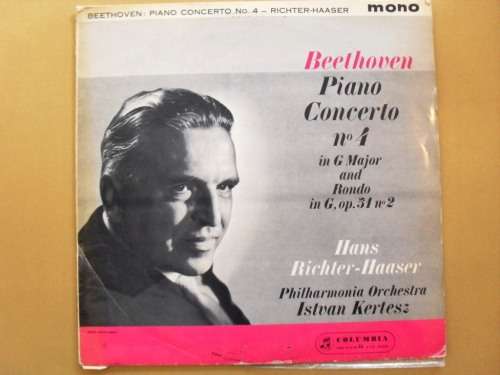 BEETHOVEN: PIANO CONCERTO No. 4 – RICHTER-HAASER
mono
Beethoven
Piano
Concerto
nº 4
in G Major
and
Rondo
in G, op. 51 nº 2
Hans
Richter-Haaser
Philharmonia Orchestra
Istvan Kertesz
COLUMBIA